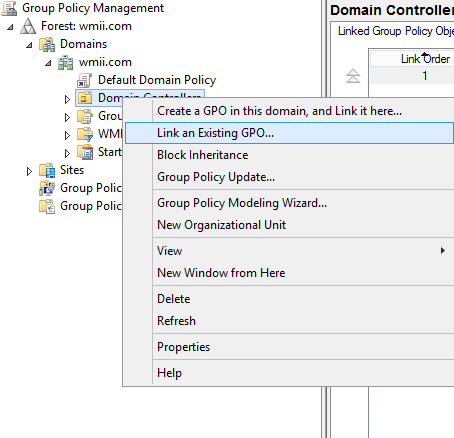 Group Policy Management
Forest: wmii.com
Domains
wmii.com
Default Domain Policy
Domain Controllers
Grou
WMI
Start
Sites
Group Polic
Group Polic
Create a GPO in this domain, and Link it here...
Link an Existing GPO...
Block Inheritance
Group Policy Update...
Group Policy Modeling Wizard...
New Organizational Unit
View
New Window from Here
Delete
Refresh
Properties
Help
Domain Controller
Linked Group Policy Obje
Link Order
1